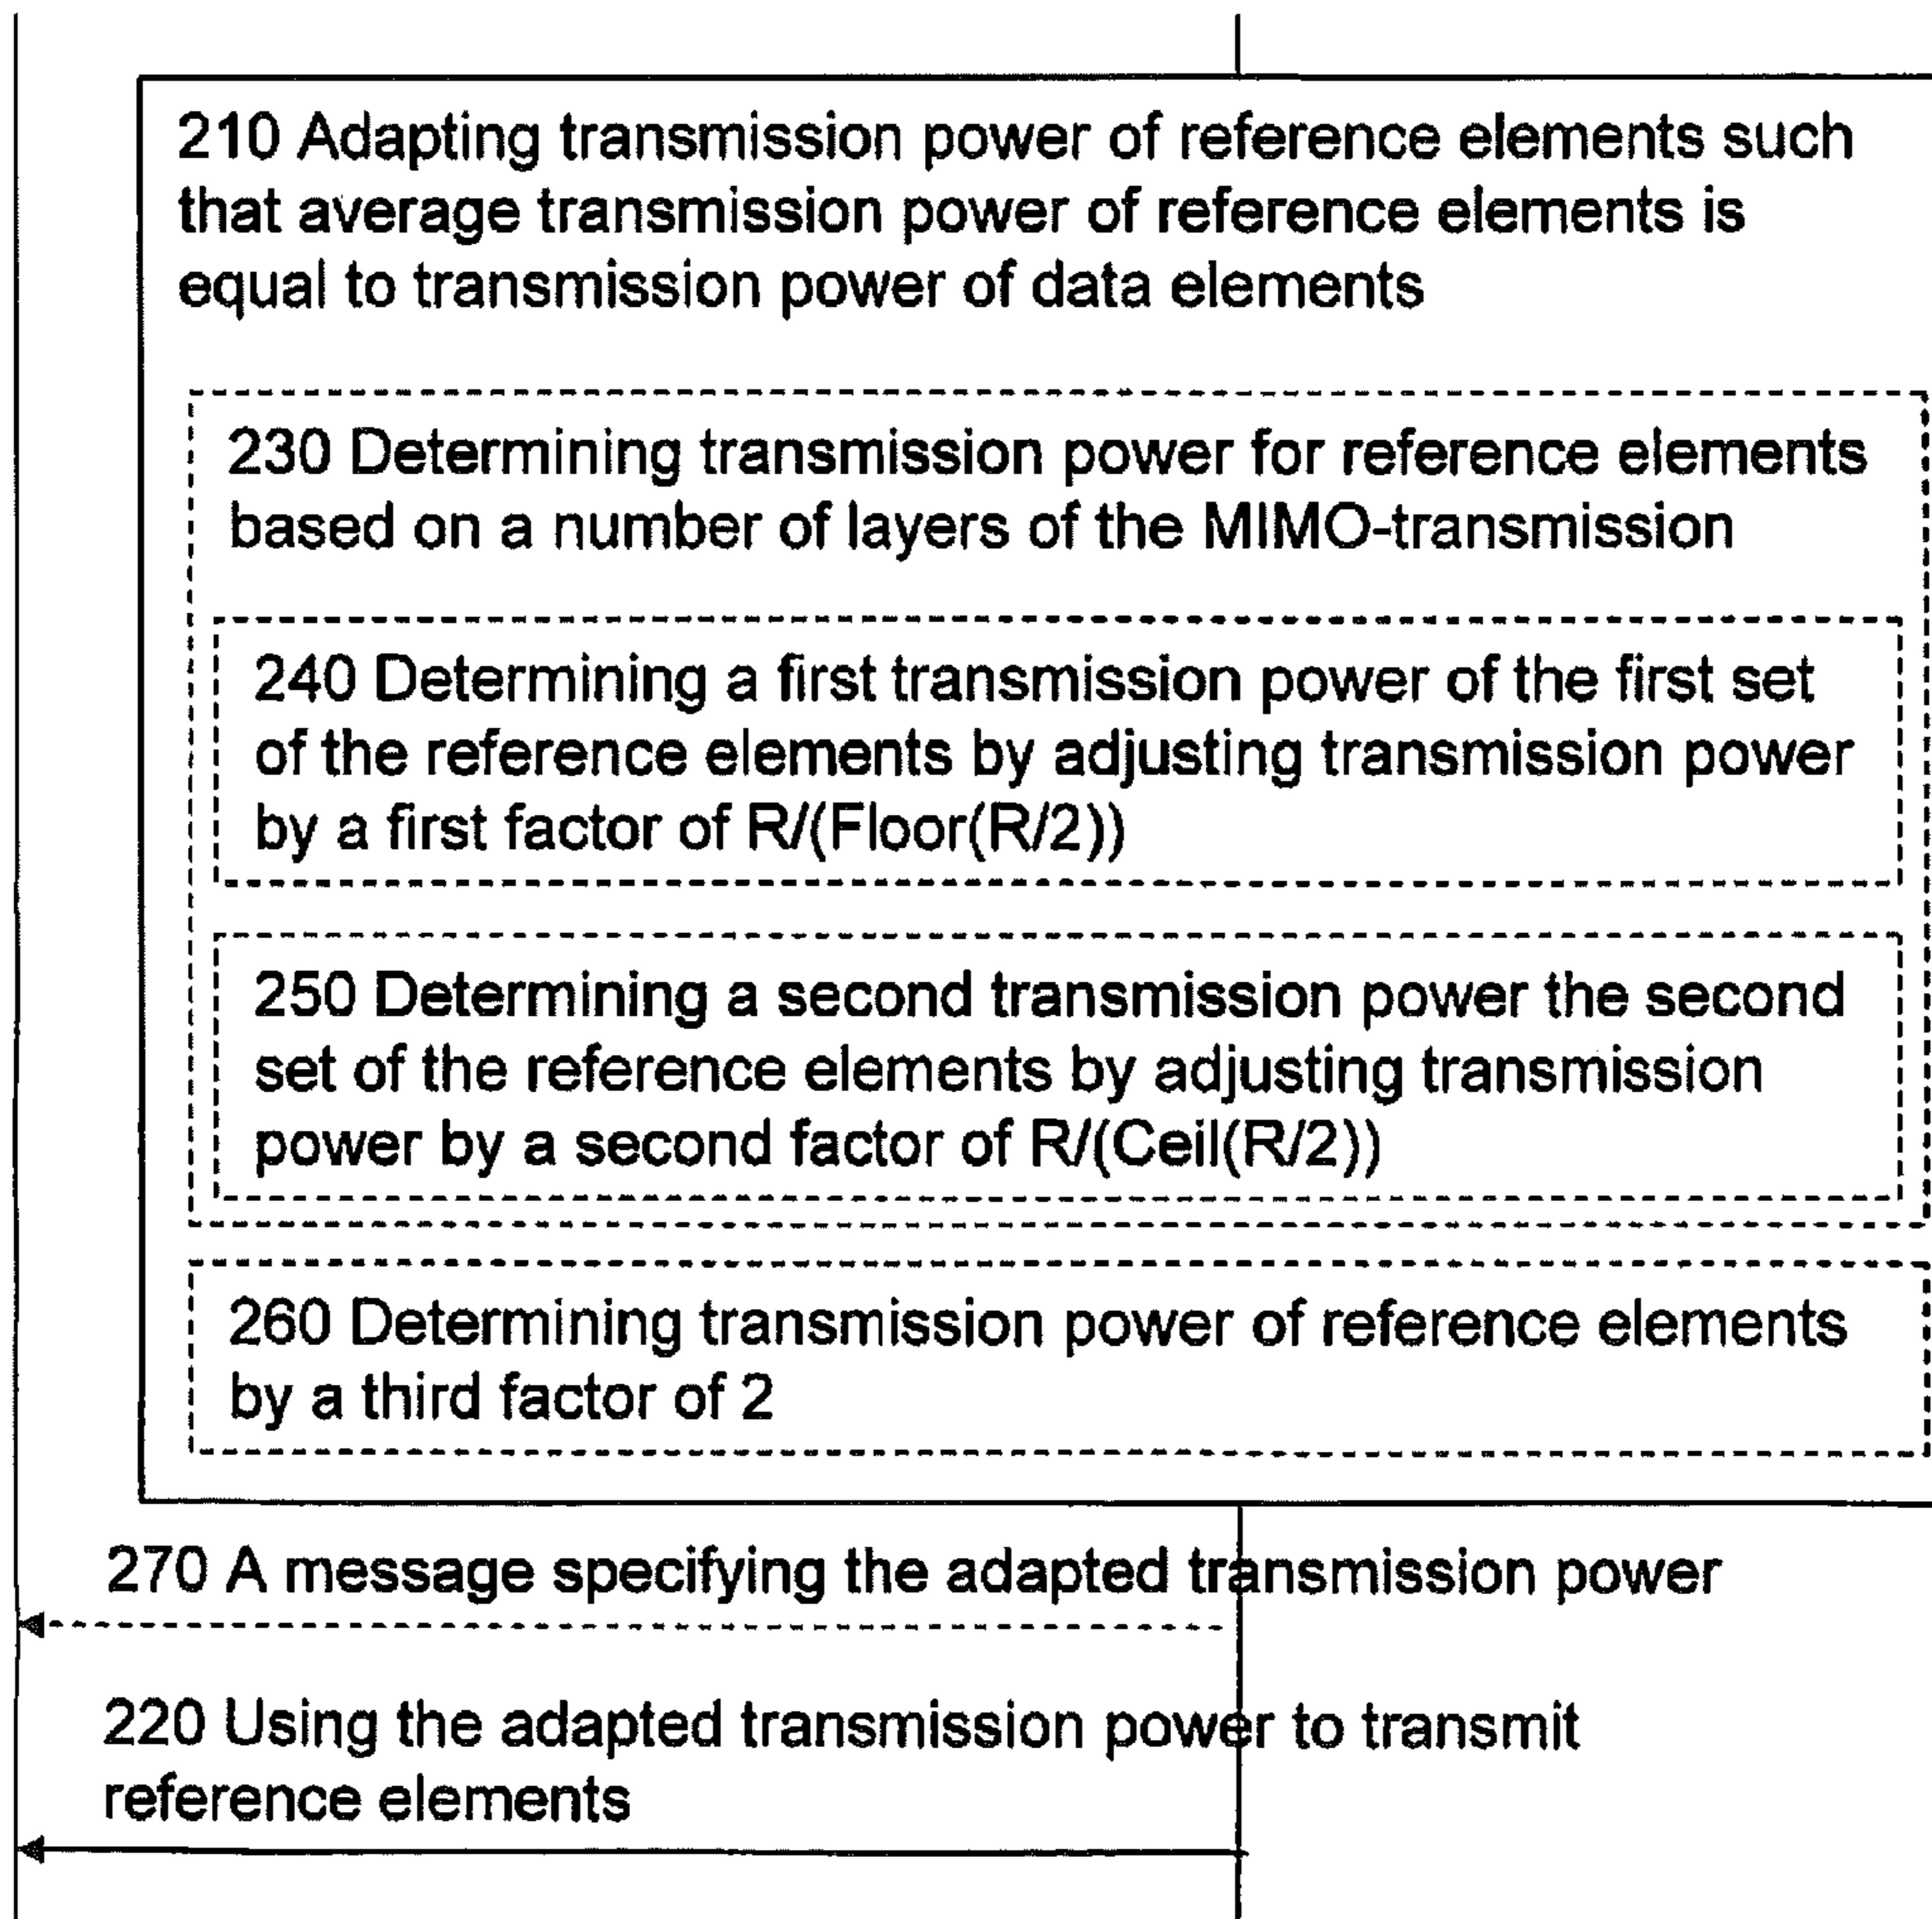 210 Adapting transmission power of reference elements such
that average transmission power of reference elements is
equal to transmission power of data elements
230 Determining transmission power for reference elements
based on a number of layers of the MIMO-transmission
240 Determining a first transmission power of the first set
of the reference elements by adjusting transmission power
by a first factor of R/(Floor(R/2))
250 Determining a second transmission power the second
set of the reference elements by adjusting transmission
power by a second factor of R/(Ceil(R/2))
260 Determining transmission power of reference elements
by a third factor of 2
270 A message specifying the adapted transmission power
220 Using the adapted transmission power to transmit
reference elements